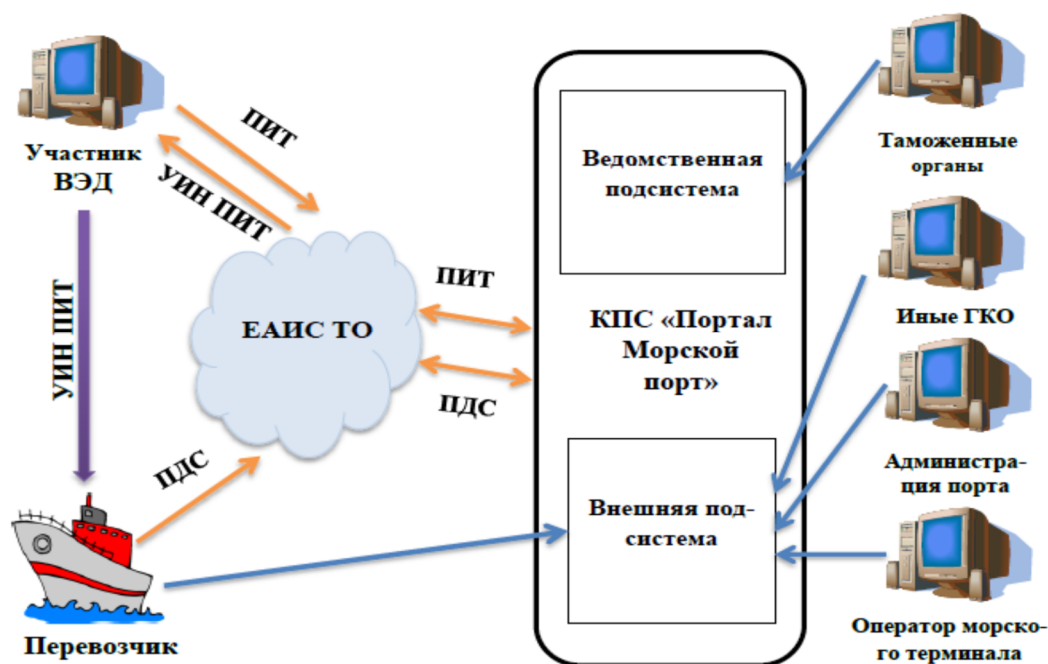 Участник
ВЭД
ПИТ
УИН ПИТ
УИН ПИТ
ЕАИС ТО
ПИТ
ПДС
ПДС
Перевозчик
Ведомственная
подсистема
КПС «Портал
Морской
порт»
Внешняя под-
система
Таможенные
органы
Иные ГКО
Администра-
ция порта
Оператор морско-
го терминала